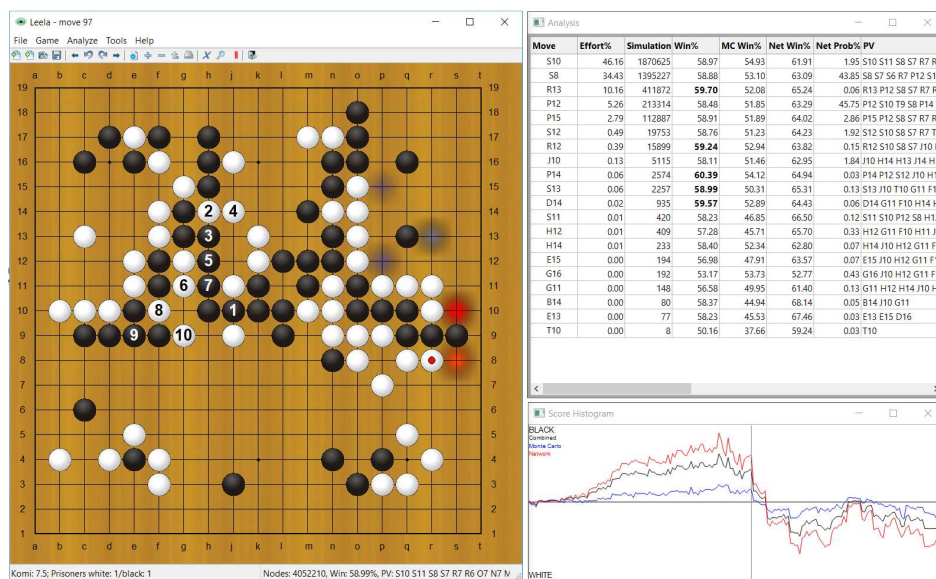 Leela - move 97
File Game Analyze Tools Help
a b c d e f g h j k l m n o p q r s t
19 19
18 18
17 17
16 16
15 15
14 2 4 14
13 3 13
12 5 12
11 6 7 11
10 8 1 10
9 9 10 9
8 8
7 7
6 6
5 5
4 4
3 3
2 2
1 1
a b c d e f g h j k l m n o p q r s t
Komi: 7.5; Prisoners white: 1/black: 1 Nodes: 4052210, Win: 58.99%, PV: S10 S11 S8 S7 R7 R6 O7 N7 M
Analysis
Move Effort% Simulation Win% MC Win% Net Win% Net Prob% PV
S10 46.16 1870625 58.97 54.93 61.91 1.95 S10 S11 S8 S7 R7 R
S8 34.43 1395227 58.88 53.10 63.09 43.85 S8 S7 S6 R7 P12 S1
R13 10.16 411872 59.70 52.08 65.24 0.06 R13 P12 S8 S7 R7 R
P12 5.26 213314 58.48 51.85 63.29 45.75 P12 S10 T9 S8 P14
P15 2.79 112887 58.91 51.89 64.02 2.86 P15 P12 S8 S7 R7 R
S12 0.49 19753 58.76 51.23 64.23 1.92 S12 S10 S8 S7 R7 T
R12 0.39 15899 59.24 52.94 63.82 0.15 R12 S10 S8 S7 J10 H
J10 0.13 5115 58.11 51.46 62.95 1.84 J10 H14 H13 J14 H
P14 0.06 2574 60.39 54.12 64.94 0.03 P14 P12 S12 J10 H1
S13 0.06 2257 58.99 50.31 65.31 0.13 S13 J10 T10 G11 F1
D14 0.02 935 59.57 52.89 64.43 0.06 D14 G11 F10 H14 H
S11 0.01 420 58.23 46.85 66.50 0.12 S11 S10 P12 S8 H1
H12 0.01 409 57.28 45.71 65.70 0.33 H12 G11 F10 H11 J
H14 0.01 233 58.40 52.34 62.80 0.07 H14 J10 H12 G11 F
E15 0.00 194 56.98 47.91 63.57 0.07 E15 J10 H12 G11 F
G16 0.00 192 53.17 53.73 52.77 0.43 G16 J10 H12 G11 F
G11 0.00 148 56.58 49.95 61.40 0.13 G11 H12 H14 J10 H
B14 0.00 80 58.37 44.94 68.14 0.05 B14 J10 G11
E13 0.00 77 58.23 45.53 67.46 0.03 E13 E15 D16
T10 0.00 8 50.16 37.66 59.24 0.03 T10
Score Histogram
BLACK
Combined
Monte Carlo
Network
WHITE